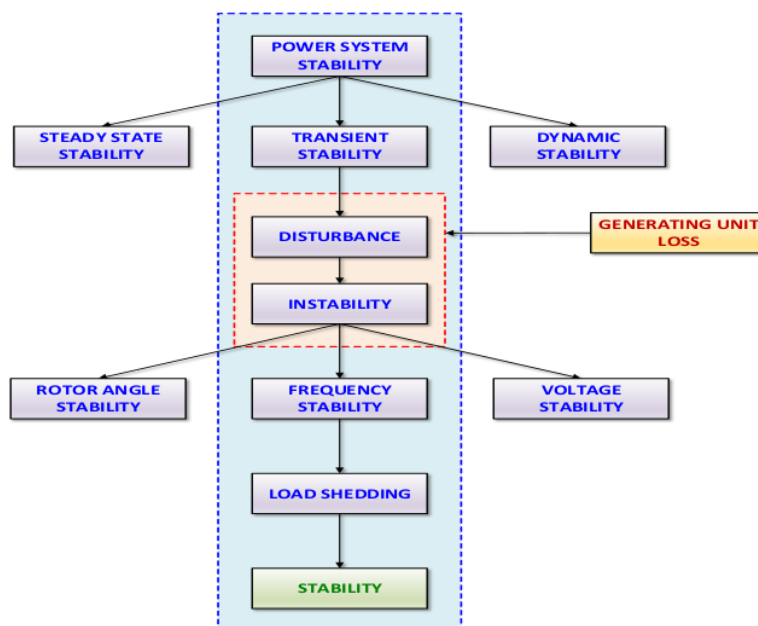 POWER SYSTEM
STABILITY
STEADY STATE
STABILITY
TRANSIENT
STABILITY
DYNAMIC
STABILITY
DISTURBANCE
GENERATING UNIT
LOSS
INSTABILITY
ROTOR ANGLE
STABILITY
FREQUENCY
STABILITY
VOLTAGE
STABILITY
LOAD SHEDDING
STABILITY